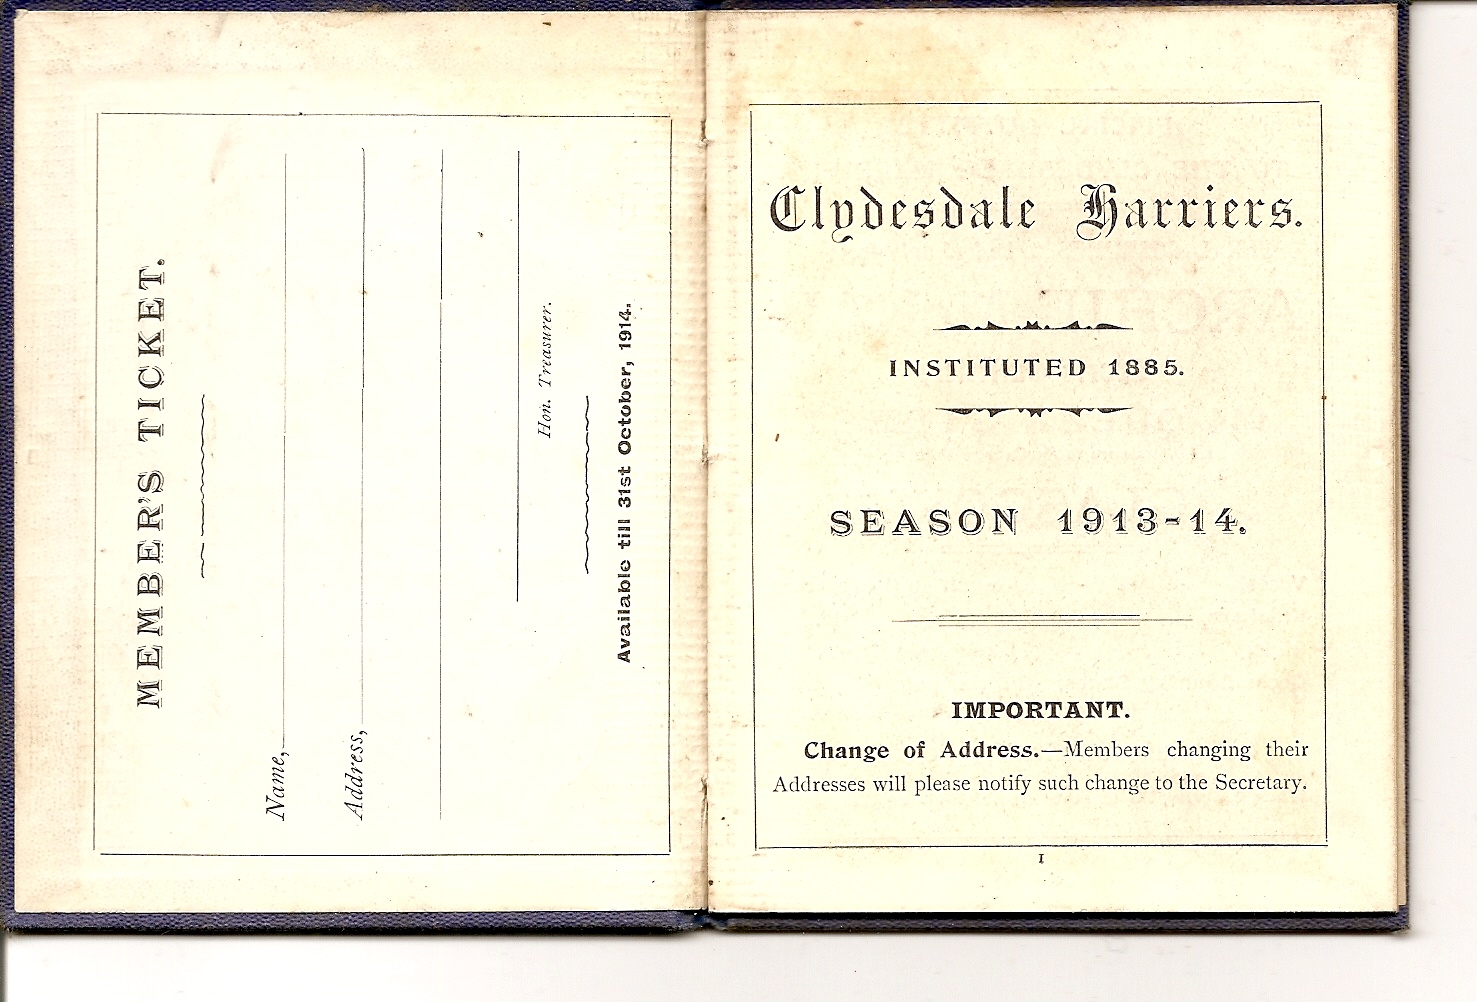 MEMBER'S TICKET.
Name,
Address,
Hon. Treasurer.
Available till 31st October, 1914.
Clydesdale Harriers.
INSTITUTED 1885.
SEASON 1913-14.
IMPORTANT.
Change of Address.—Members changing their
Addresses will please notify such change to the Secretary.
1